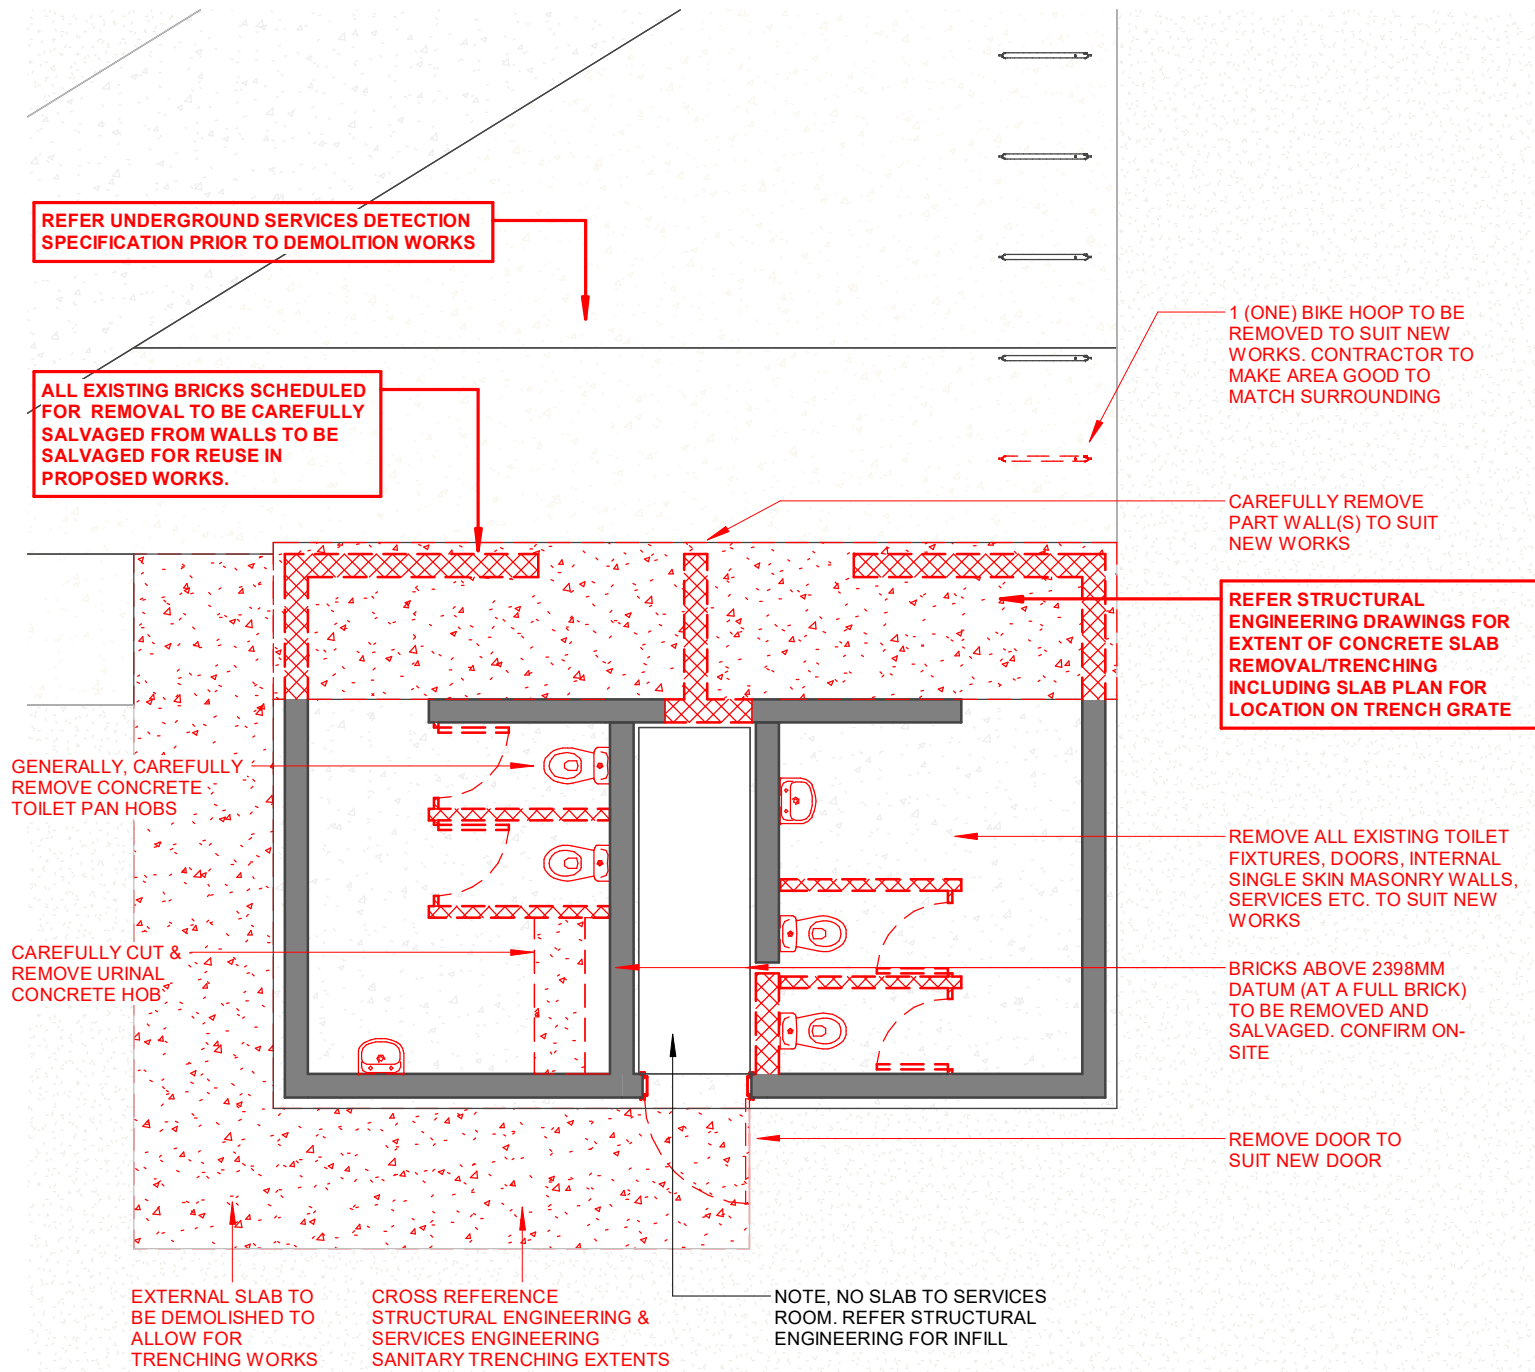 REFER UNDERGROUND SERVICES DETECTION
SPECIFICATION PRIOR TO DEMOLITION WORKS
1 (ONE) BIKE HOOP TO BE
REMOVED TO SUIT NEW
WORKS. CONTRACTOR TO
MAKE AREA GOOD TO
MATCH SURROUNDING
ALL EXISTING BRICKS SCHEDULED
FOR REMOVAL TO BE CAREFULLY
SALVAGED FROM WALLS TO BE
SALVAGED FOR REUSE IN
PROPOSED WORKS.
CAREFULLY REMOVE
PART WALL(S) TO SUIT
NEW WORKS
REFER STRUCTURAL
ENGINEERING DRAWINGS FOR
EXTENT OF CONCRETE SLAB
REMOVAL/TRENCHING
INCLUDING SLAB PLAN FOR
LOCATION ON TRENCH GRATE
GENERALLY, CAREFULLY
REMOVE CONCRETE
TOILET PAN HOBS
REMOVE ALL EXISTING TOILET
FIXTURES, DOORS, INTERNAL
SINGLE SKIN MASONRY WALLS,
SERVICES ETC. TO SUIT NEW
WORKS
CAREFULLY CUT &
REMOVE URINAL
CONCRETE HOB
BRICKS ABOVE 2398MM
DATUM (AT A FULL BRICK)
TO BE REMOVED AND
SALVAGED. CONFIRM ON-
SITE
REMOVE DOOR TO
SUIT NEW DOOR
EXTERNAL SLAB TO
BE DEMOLISHED TO
ALLOW FOR
TRENCHING WORKS
CROSS REFERENCE
STRUCTURAL ENGINEERING &
SERVICES ENGINEERING
SANITARY TRENCHING EXTENTS
NOTE, NO SLAB TO SERVICES
ROOM. REFER STRUCTURAL
ENGINEERING FOR INFILL